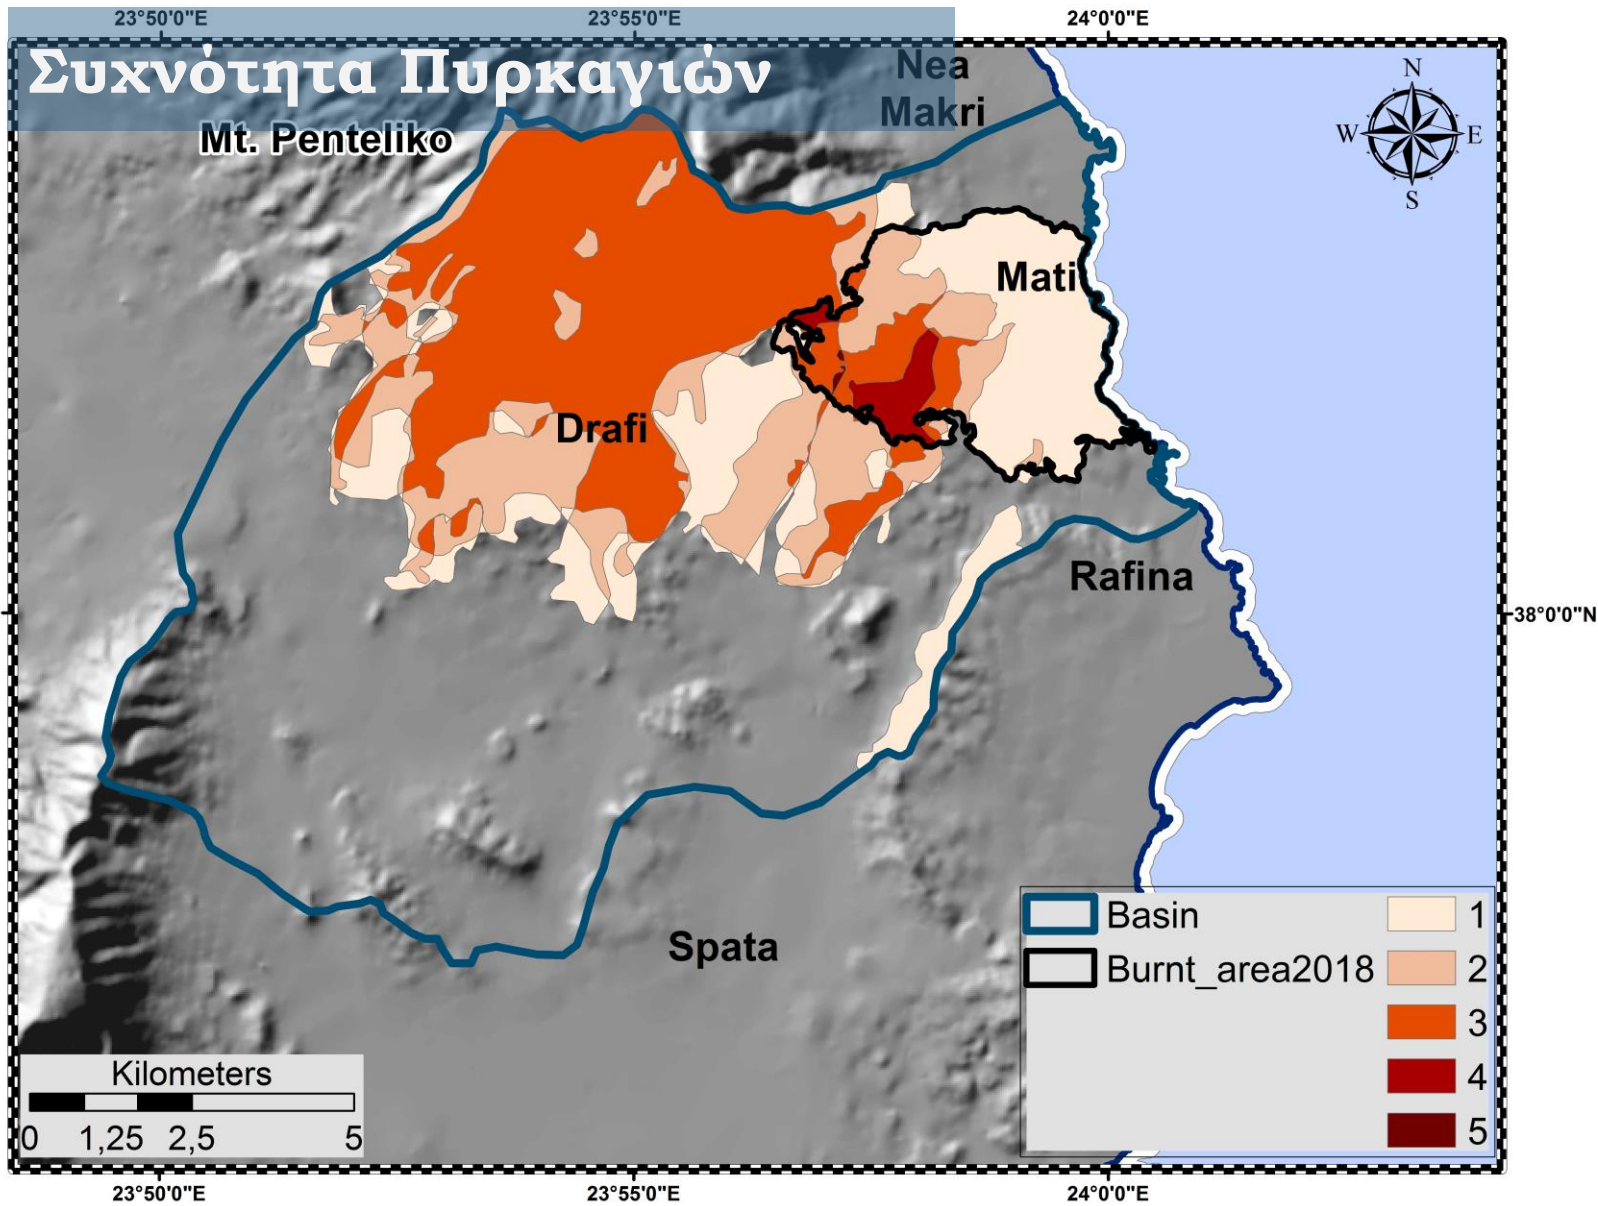 23°50'0"E 23°55'0"E 24°0'0"E
Συχνότητα Πυρκαγιών
Nea
Makri
Mt. Penteliko
N
W E
S
Mati
Drafi
Rafina
38°0'0"N
Spata
Basin
Burnt_area2018
1
2
3
4
5
Kilometers
0 1,25 2,5 5
23°50'0"E 23°55'0"E 24°0'0"E